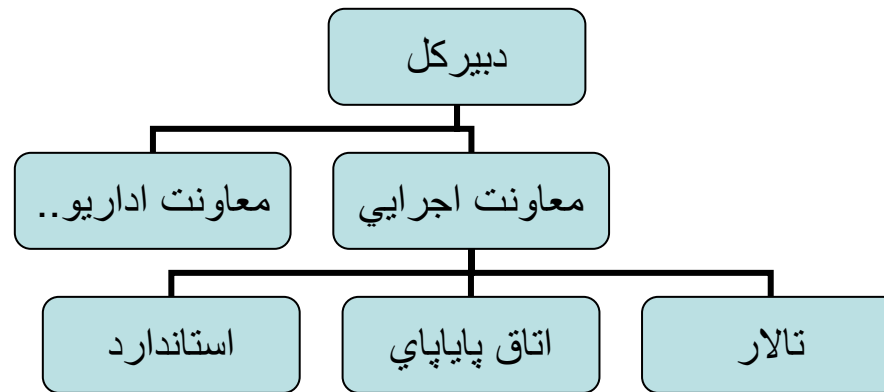 دبيركل
معاونت اجرايي
معاونت اداريو..
تالار
اتاق پاياپاي
استاندارد